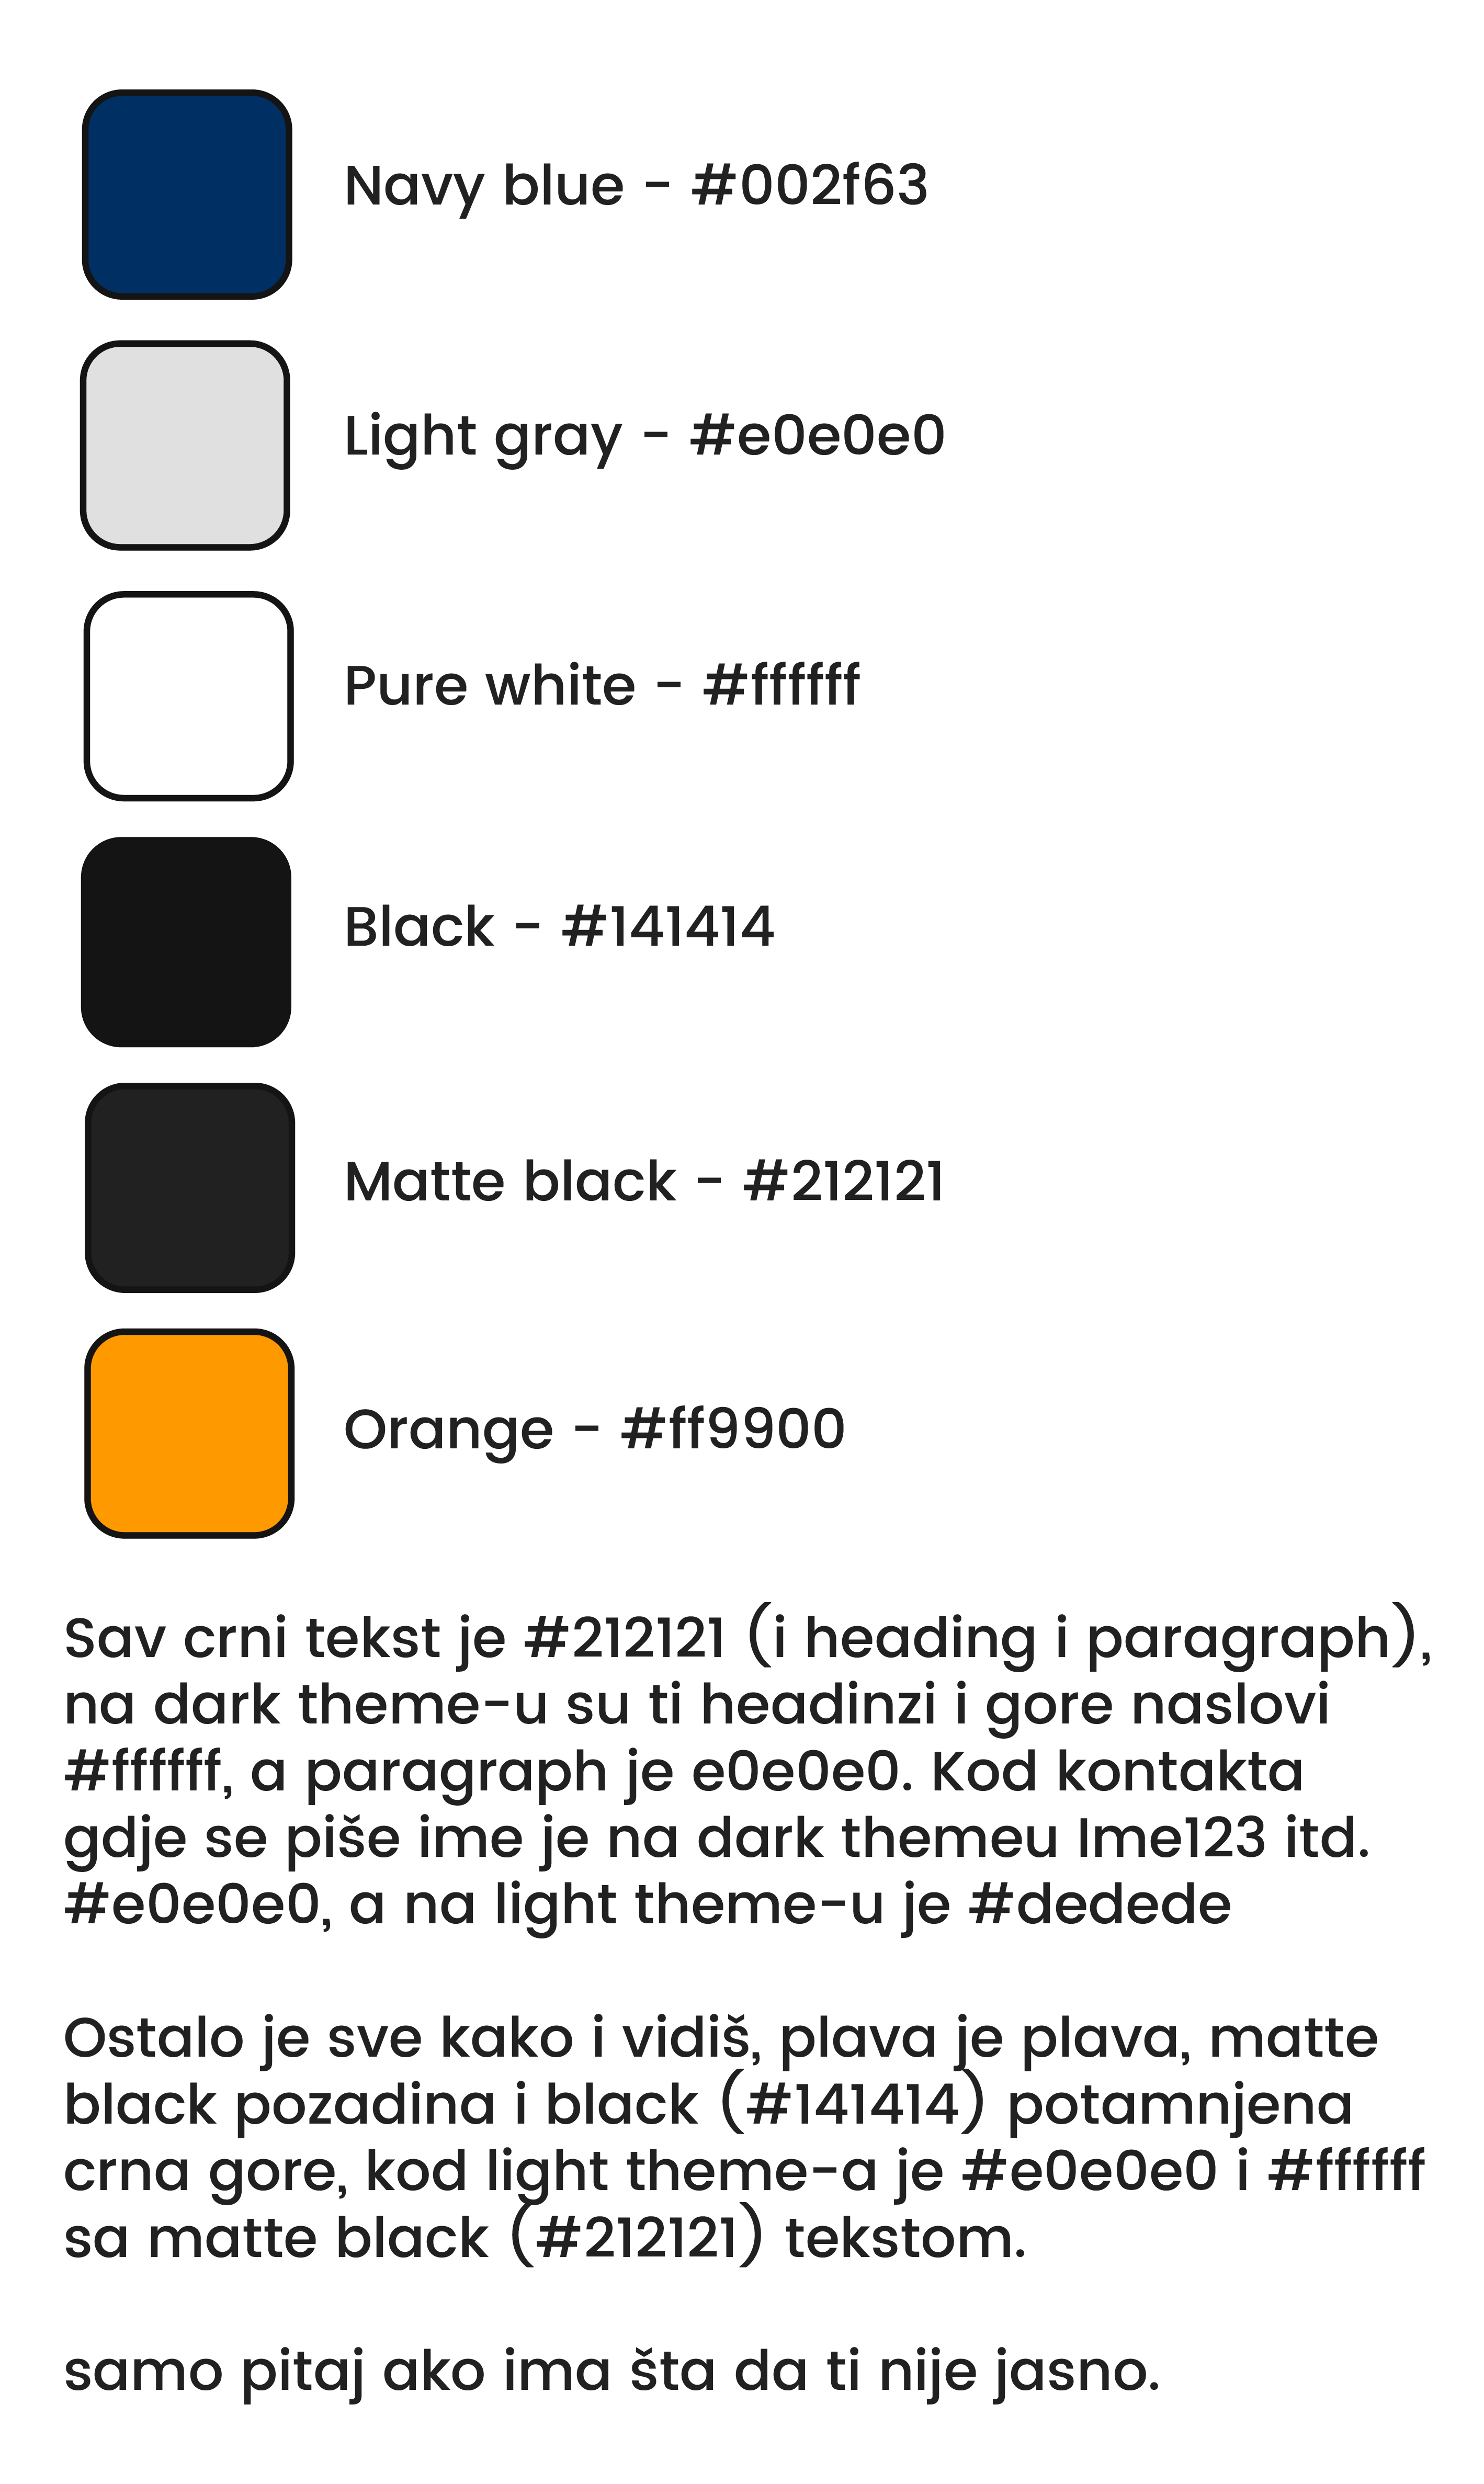 Navy blue - #002f63
Light gray - #e0e0e0
Pure white - #ffffff
Black - #141414
Matte black - #212121
Orange - #ff9900
Sav crni tekst je #212121 (i heading i paragraph),
na dark theme-u su ti headinzi i gore naslovi
#ffffff, a paragraph je e0e0e0. Kod kontakta
gdje se piše ime je na dark themeu Ime123 itd.
#e0e0e0, a na light theme-u je #dedede
Ostalo je sve kako i vidiš, plava je plava, matte
black pozadina i black (#141414) potamnjena
crna gore, kod light theme-a je #e0e0e0 i #ffffff
sa matte black (#212121) tekstom.
samo pitaj ako ima šta da ti nije jasno.